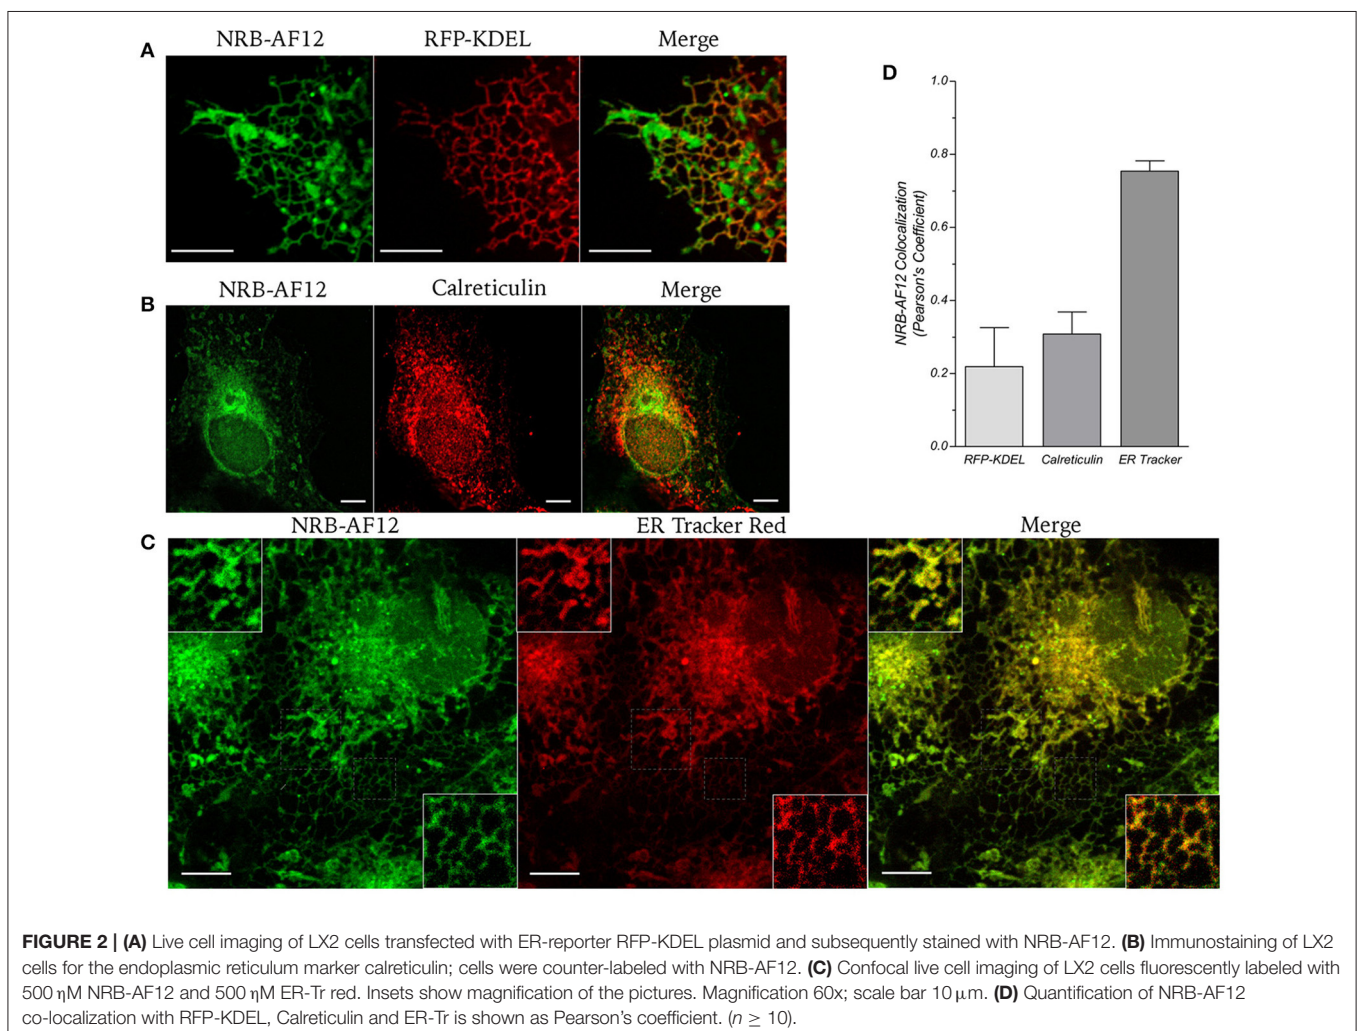 A
NRB-AF12
RFP-KDEL
Merge
B
NRB-AF12
Calreticulin
Merge
C
NRB-AF12
ER Tracker Red
Merge
D
NRB-AF12 Colocalization
(Pearson's Coefficient)
1.0
0.8
0.6
0.4
0.2
0.0
RFP-KDEL
Calreticulin
ER Tracker
FIGURE 2 | (A) Live cell imaging of LX2 cells transfected with ER-reporter RFP-KDEL plasmid and subsequently stained with NRB-AF12. (B) Immunostaining of LX2
cells for the endoplasmic reticulum marker calreticulin; cells were counter-labeled with NRB-AF12. (C) Confocal live cell imaging of LX2 cells fluorescently labeled with
500 ηM NRB-AF12 and 500 ηM ER-Tr red. Insets show magnification of the pictures. Magnification 60x; scale bar 10 μm. (D) Quantification of NRB-AF12
co-localization with RFP-KDEL, Calreticulin and ER-Tr is shown as Pearson's coefficient. (n ≥ 10).